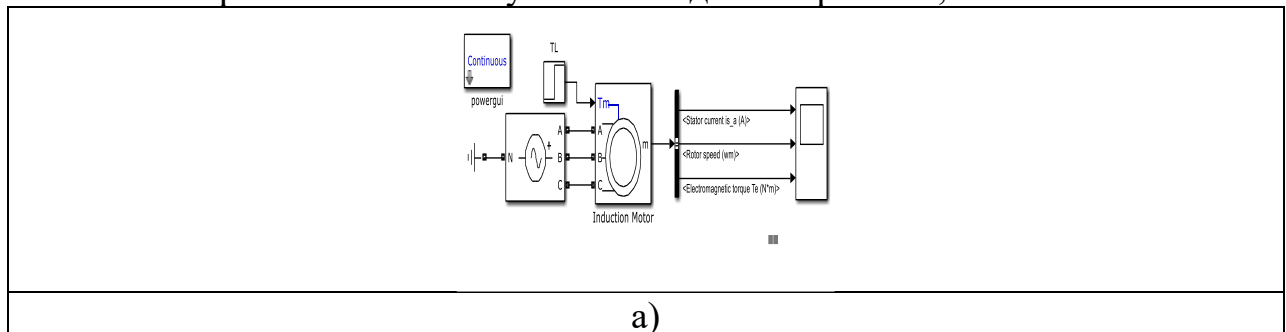 TL
Continuous
powergui
Tm
A
A
B
B
C
C
N
+
m
<Stator current is_a (A)>
<Rotor speed (wm)>
<Electromagnetic torque Te (N*m)>
Induction Motor
а)